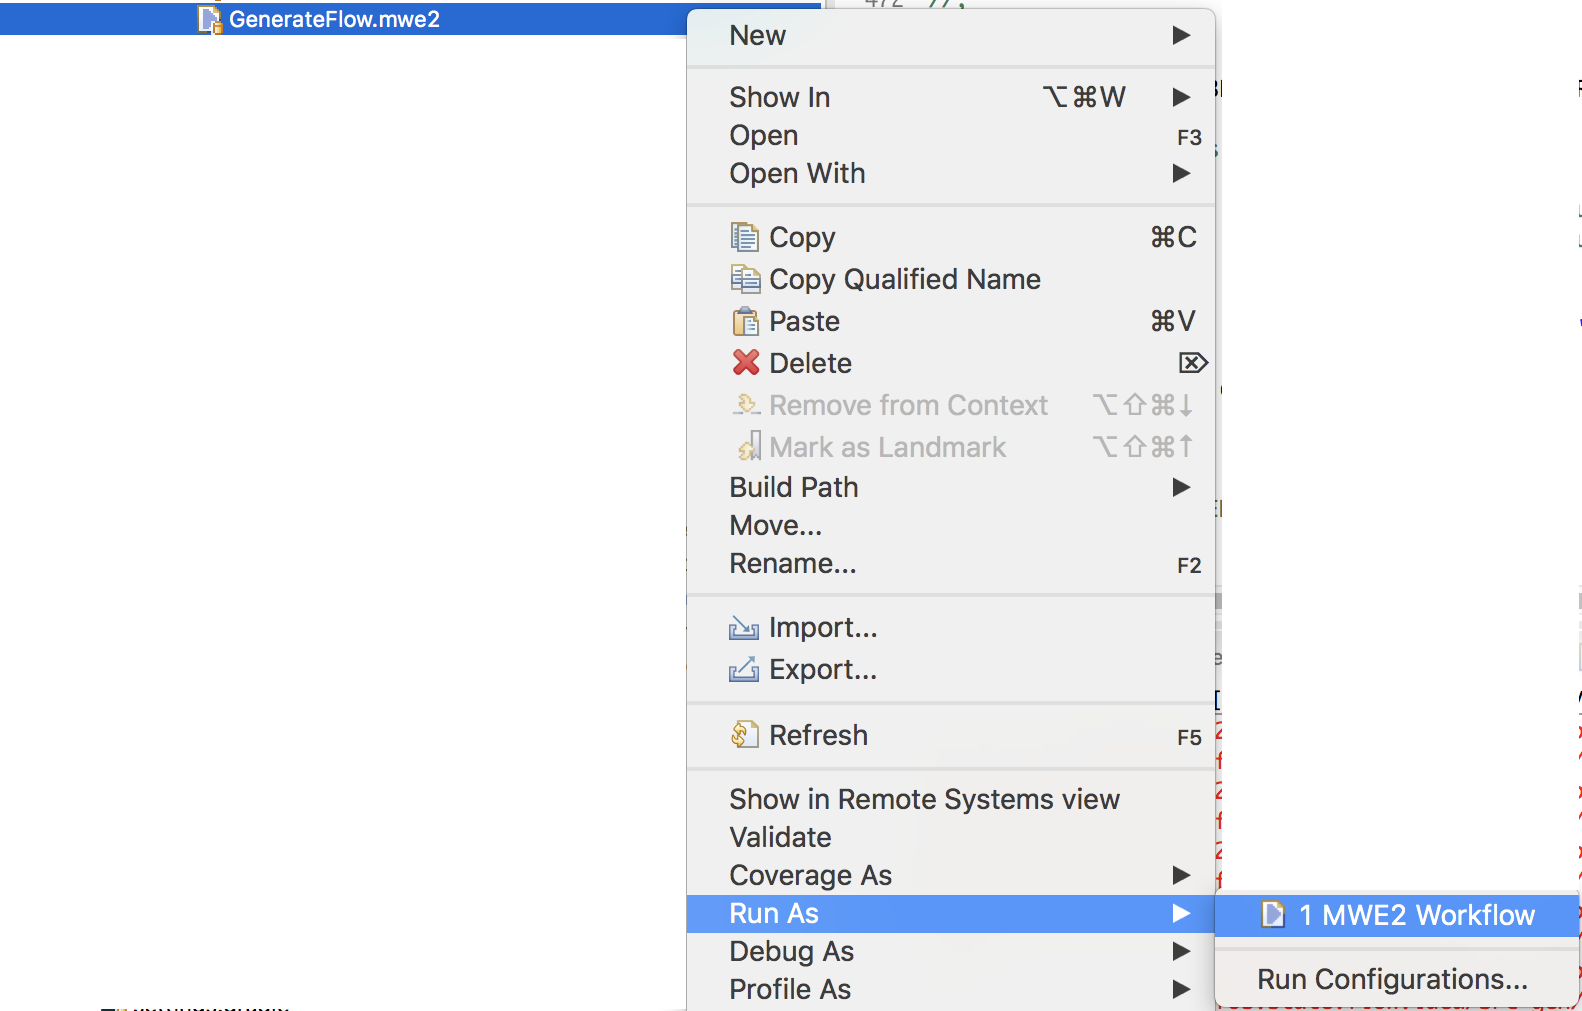 GenerateFlow.mwe2
New
Show In ⌥⌘W
Open F3
Open With
Copy ⌘C
Copy Qualified Name
Paste ⌘V
Delete ⌦
Remove from Context ⌥⇧⌘↓
Mark as Landmark ⌥⇧⌘↑
Build Path
Move...
Rename... F2
Import...
Export...
Refresh F5
Show in Remote Systems view
Validate
Coverage As
Run As
1 MWE2 Workflow
Debug As
Run Configurations...
Profile As